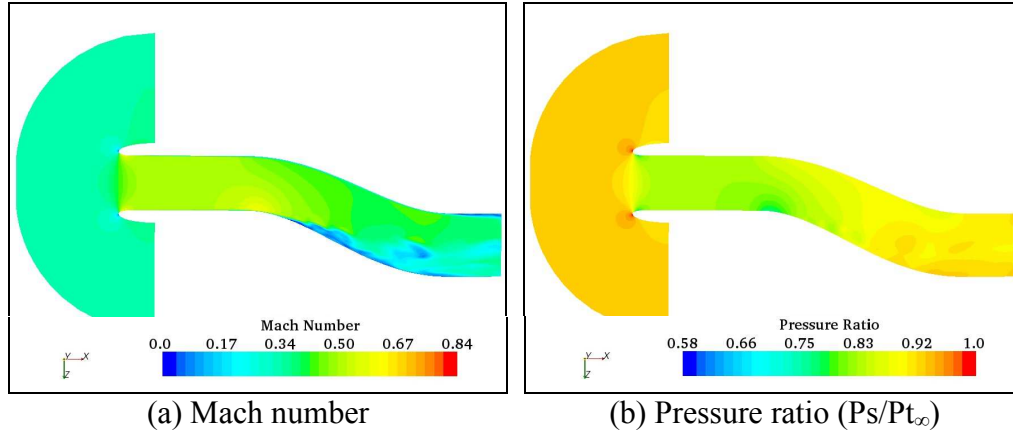 Mach Number
0.0 0.17 0.34 0.50 0.67 0.84
Y X
Z
(a) Mach number
Pressure Ratio
0.58 0.66 0.75 0.83 0.92 1.0
Y X
Z
(b) Pressure ratio (Ps/Pt∞)